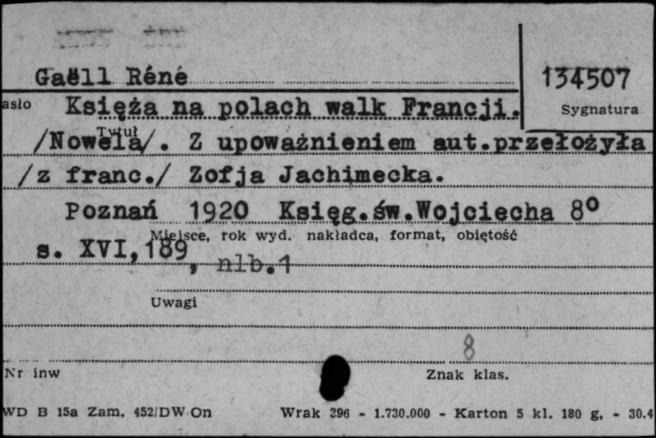 Gaëll Réné
134507
asło Księża na polach walk Francji.
Sygnatura
Tytuł
/Nowela/. Z upoważnieniem aut.przełożyła
/z franc./ Zofja Jachimecka.
Poznań 1920 Księg.św.Wojciecha 8⁰
Miejsce, rok wyd. nakładca, format, objętość
s. XVI,189, nlb.1
Uwagi
8
Nr inw
Znak klas.
WD B 15a Zam. 452/DW On Wrak 296 - 1.730.000 - Karton 5 kl. 180 g, - 30.4